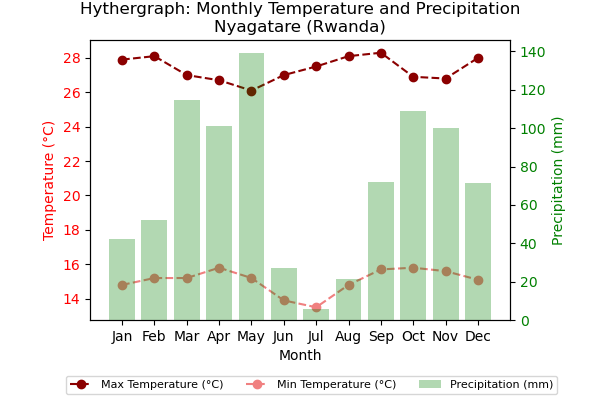 Hythergraph: Monthly Temperature and Precipitation
Nyagatare (Rwanda)
Temperature (°C)
28
26
24
22
20
18
16
14
Precipitation (mm)
140
120
100
80
60
40
20
0
Jan Feb Mar Apr May Jun Jul Aug Sep Oct Nov Dec
Month
Max Temperature (°C) Min Temperature (°C) Precipitation (mm)